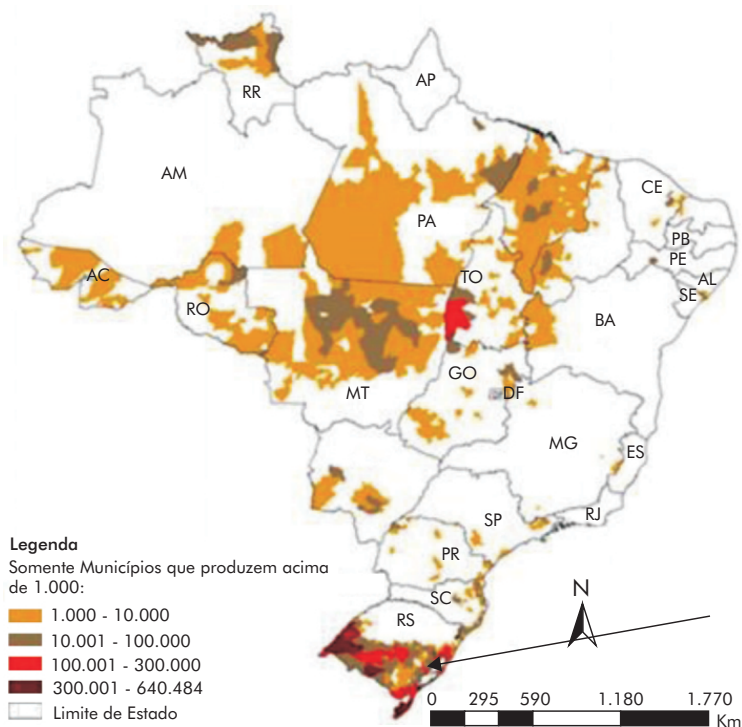 AP
RR
AM
PA
CE
PB
PE
AL
SE
TO
AC
RO
BA
MT
GO
DF
MG
ES
SP
RJ
PR
SC
RS
Legenda
Somente Municípios que produzem acima
de 1.000:
1.000 - 10.000
10.001 - 100.000
100.001 - 300.000
300.001 - 640.484
Limite de Estado
N
0 295 590 1.180 1.770
Km